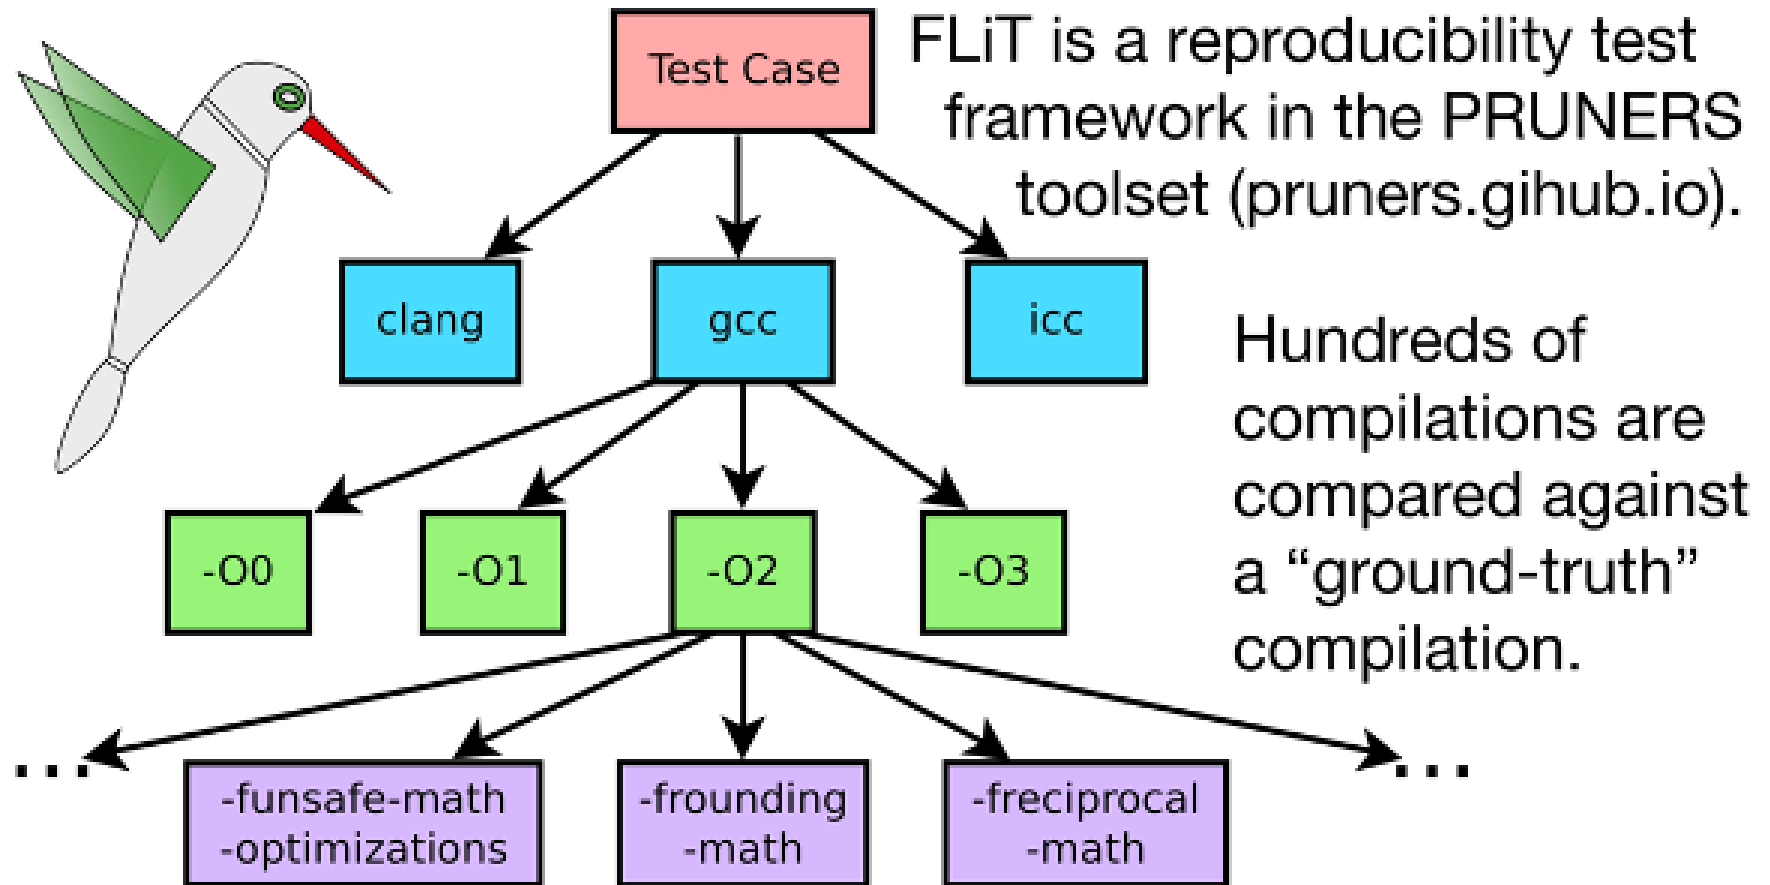 Test Case
FLiT is a reproducibility test
framework in the PRUNERS
toolset (pruners.gihub.io).
clang
gcc
icc
Hundreds of
compilations are
compared against
a “ground-truth”
compilation.
-O0
-O1
-O2
-O3
...
-funsafe-math
-optimizations
-frounding
-math
-freciprocal
-math
...